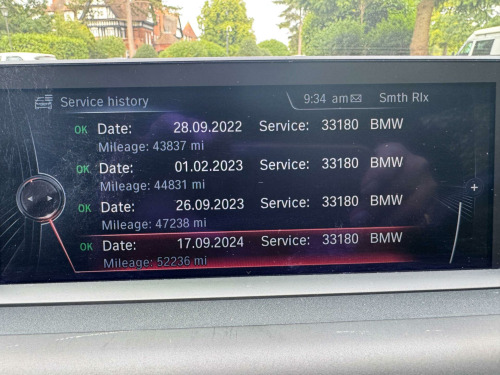 Service history 9:34 am Smth Rlx
OK Date: 28.09.2022 Service: 33180 BMW
Mileage: 43837 mi
OK Date: 01.02.2023 Service: 33180 BMW
Mileage: 44831 mi
OK Date: 26.09.2023 Service: 33180 BMW
Mileage: 47238 mi
OK Date: 17.09.2024 Service: 33180 BMW
Mileage: 52236 mi